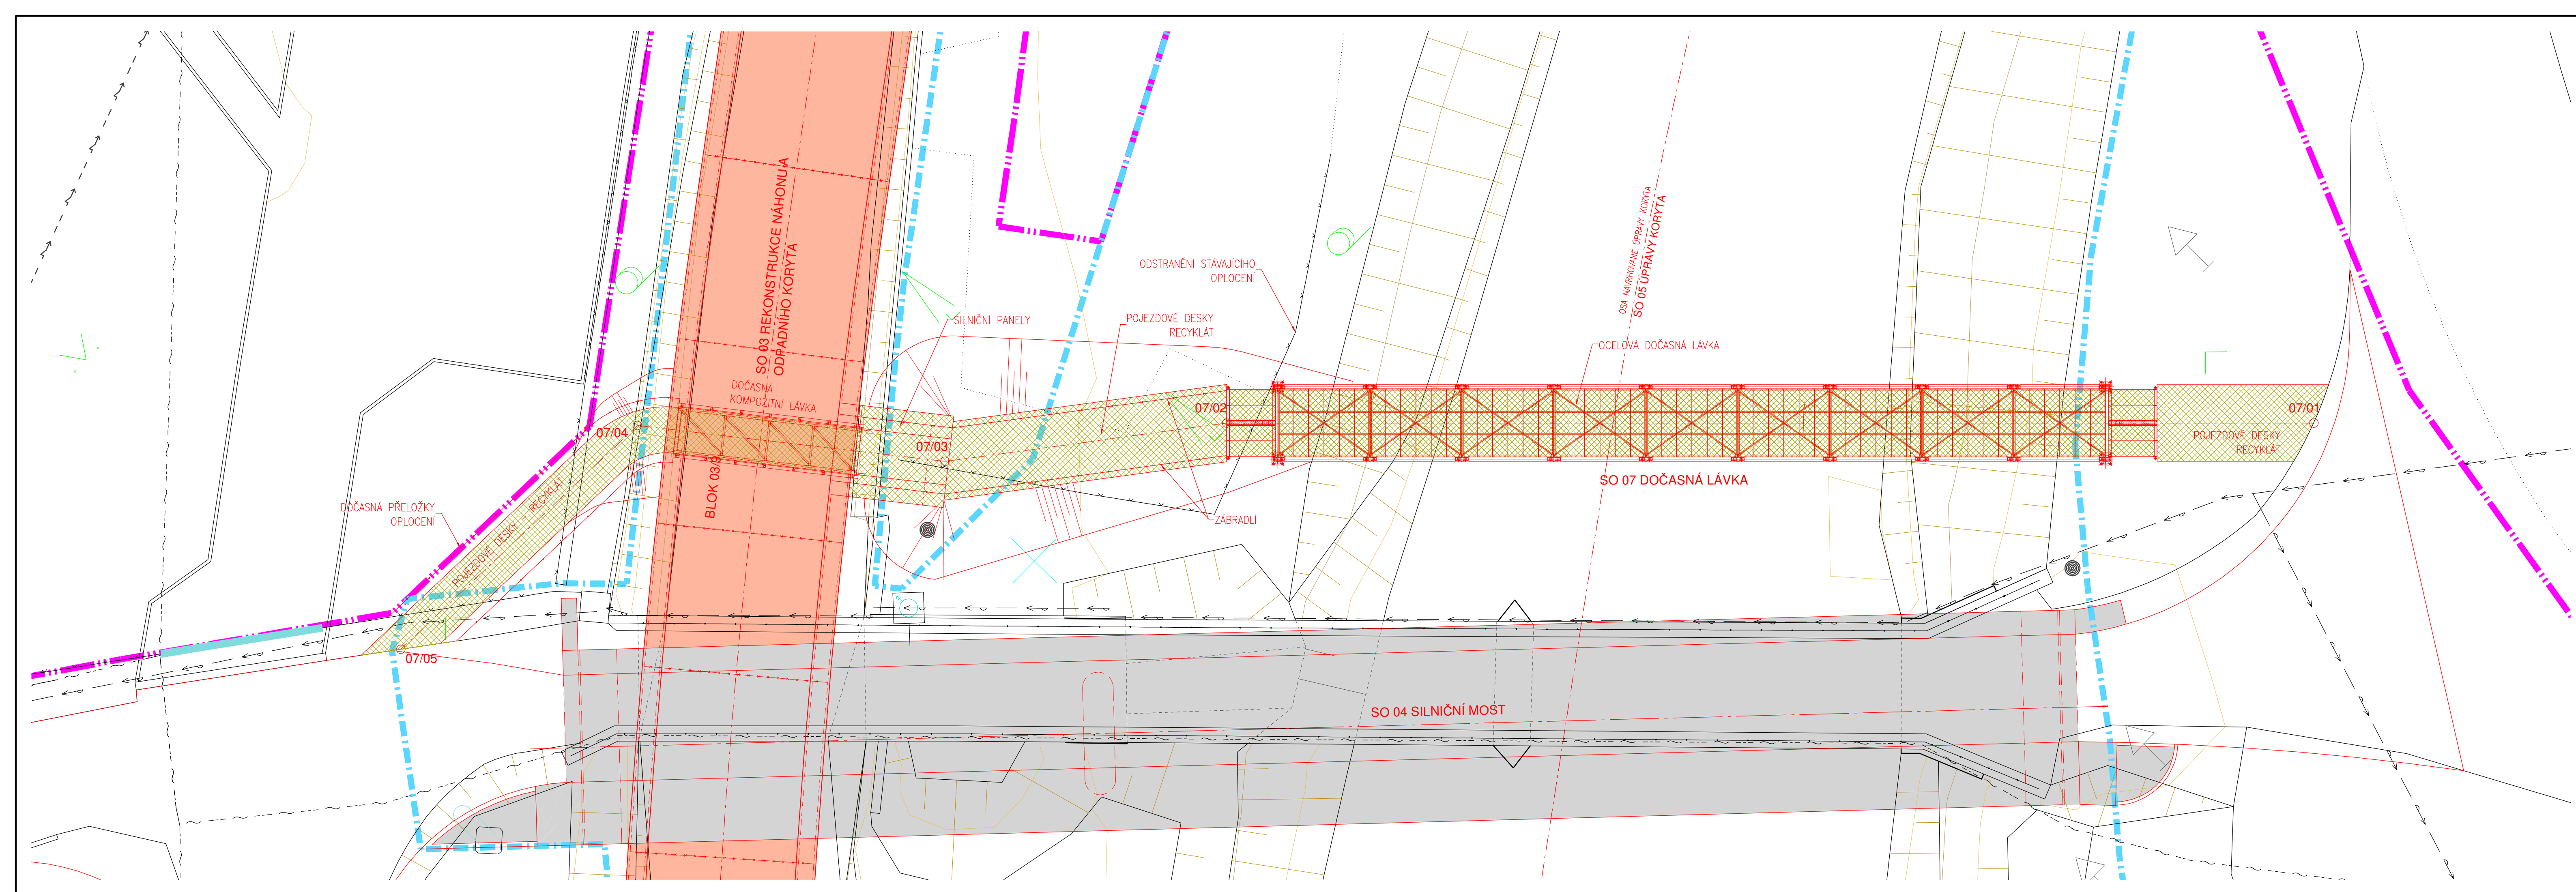 SO 03 REKONSTRUKCE NÁHONUA
ODPADNÍHO KORYTA
OSA NAVRHOVANÉ ÚPRAVY KORYTA
SO 05 ÚPRAVY KORYTA
ODSTRANĚNÍ STÁVAJÍCÍHO
OPLOCENÍ
SILNIČNÍ PANELY
POJEZDOVÉ DESKY
RECYKLÁT
OCELOVÁ DOČASNÁ LÁVKA
DOČASNÁ
KOMPOZITNÍ LÁVKA
07/04
07/03
07/02
07/01
POJEZDOVÉ DESKY
RECYKLÁT
BLOK 03/9
SO 07 DOČASNÁ LÁVKA
DOČASNÁ PŘELOŽKY
OPLOCENÍ
POJEZDOVÉ DESKY - RECYKLÁT
ZÁBRADLÍ
07/05
SO 04 SILNIČNÍ MOST